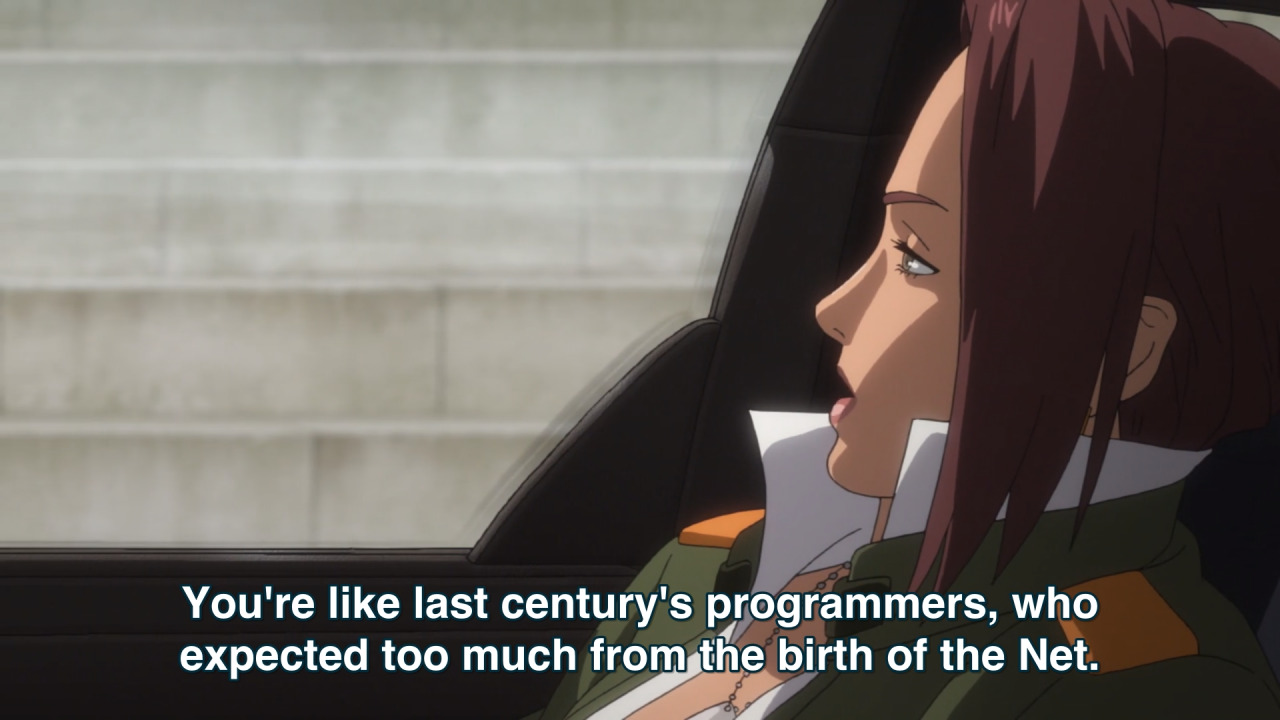 You're like last century's programmers, who
expected too much from the birth of the Net.